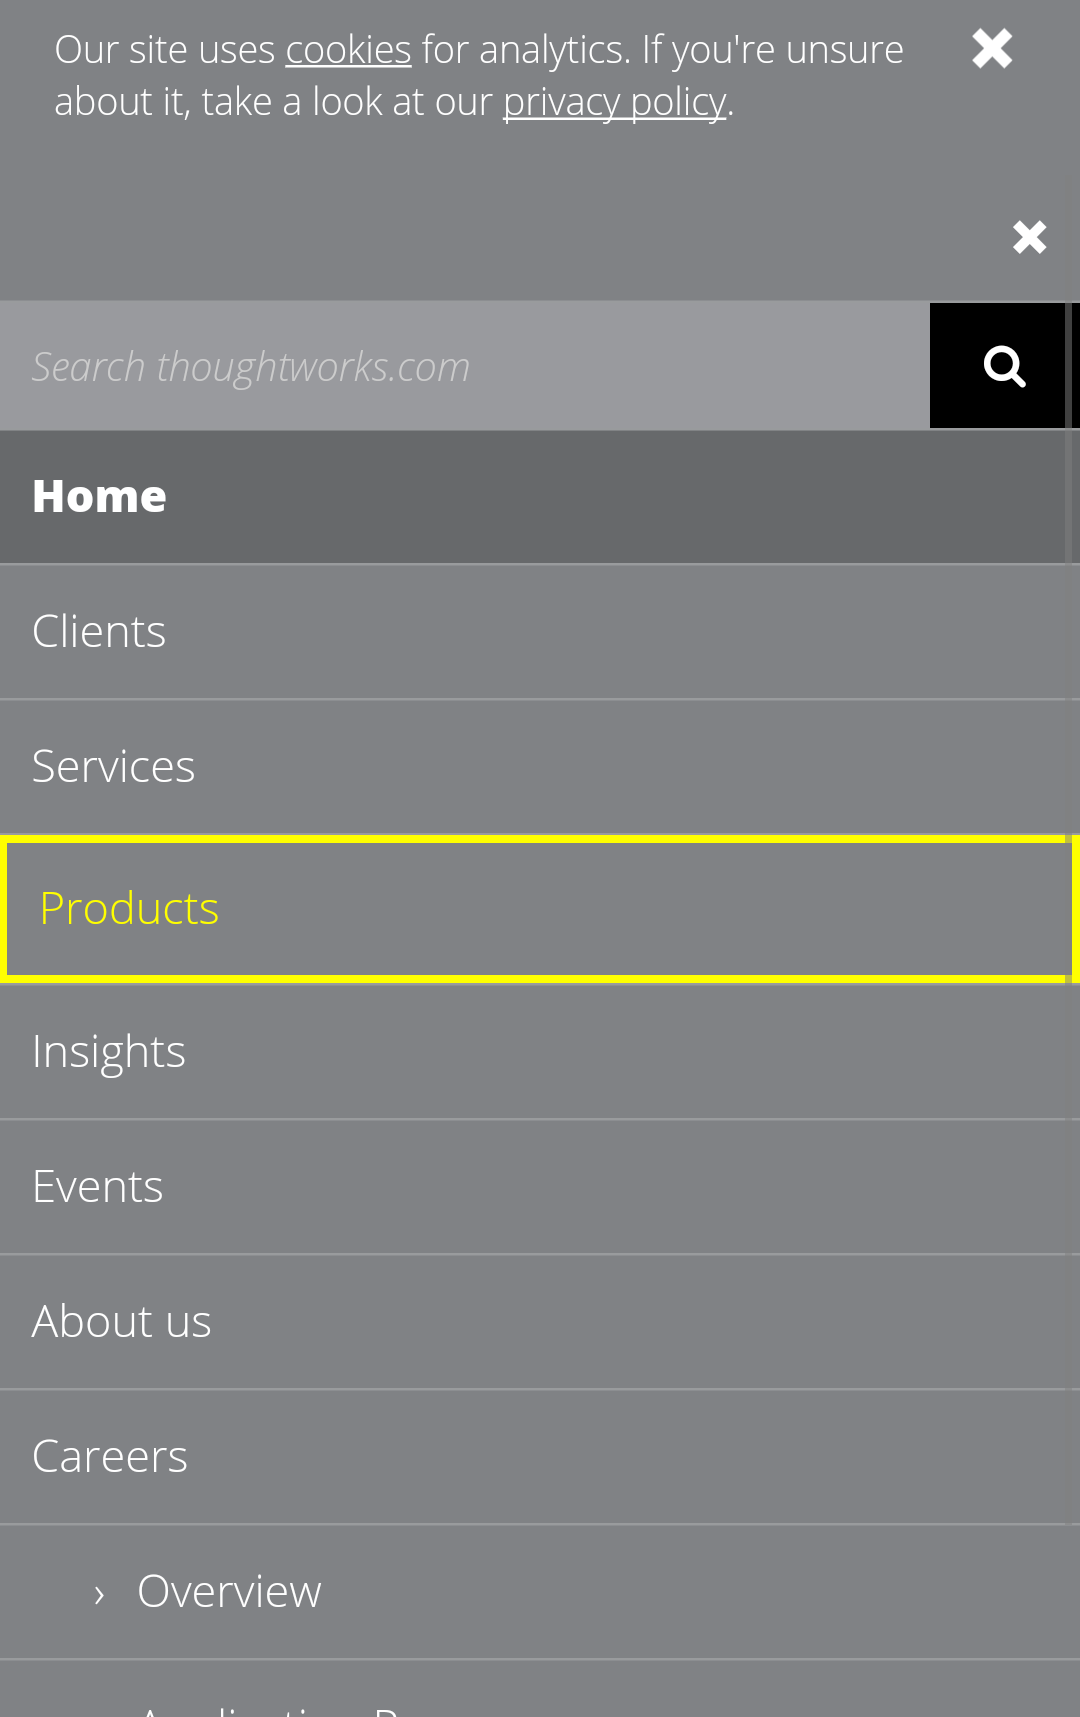 Our site uses cookies for analytics. If you're unsure
about it, take a look at our privacy policy.
Search thoughtworks.com
Home
Clients
Services
Products
Insights
Events
About us
Careers
› Overview